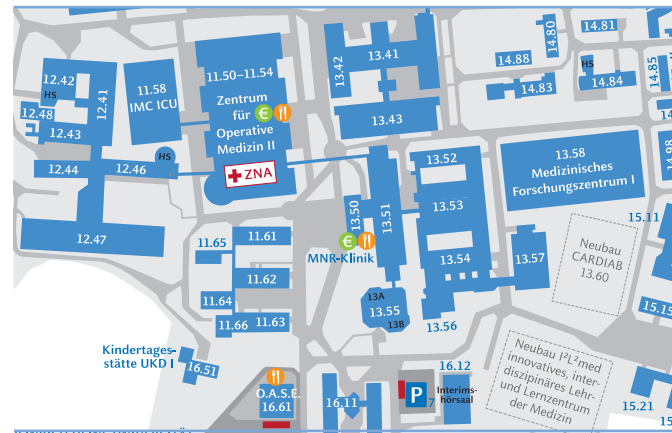 14.81
14.80
14.85
13.41
13.42
12.42
HS
12.41
11.58
IMC ICU
11.50–11.54
14.88
HS
14.84
14.83
Zentrum
für
Operative
Medizin II
€
12.48
12.43
13.43
14.98
13.52
13.58
Medizinisches
Forschungszentrum I
HS
12.44
12.46
ZNA
13.50
13.51
13.53
15.11
12.47
11.65
11.61
€
MNR-Klinik
13.54
13.57
Neubau
CARDIAB
13.60
11.62
13A
13.55
13B
11.64
11.66
11.63
13.56
Kindertages-
stätte UKD I
16.51
16.12
Neubau I²L²med
innovatives, inter-
diszipinäres Lehr-
und Lernzentrum
der Medizin
O.A.S.E.
16.61
16.11
P
7
Interims-
hörsaal
15.21